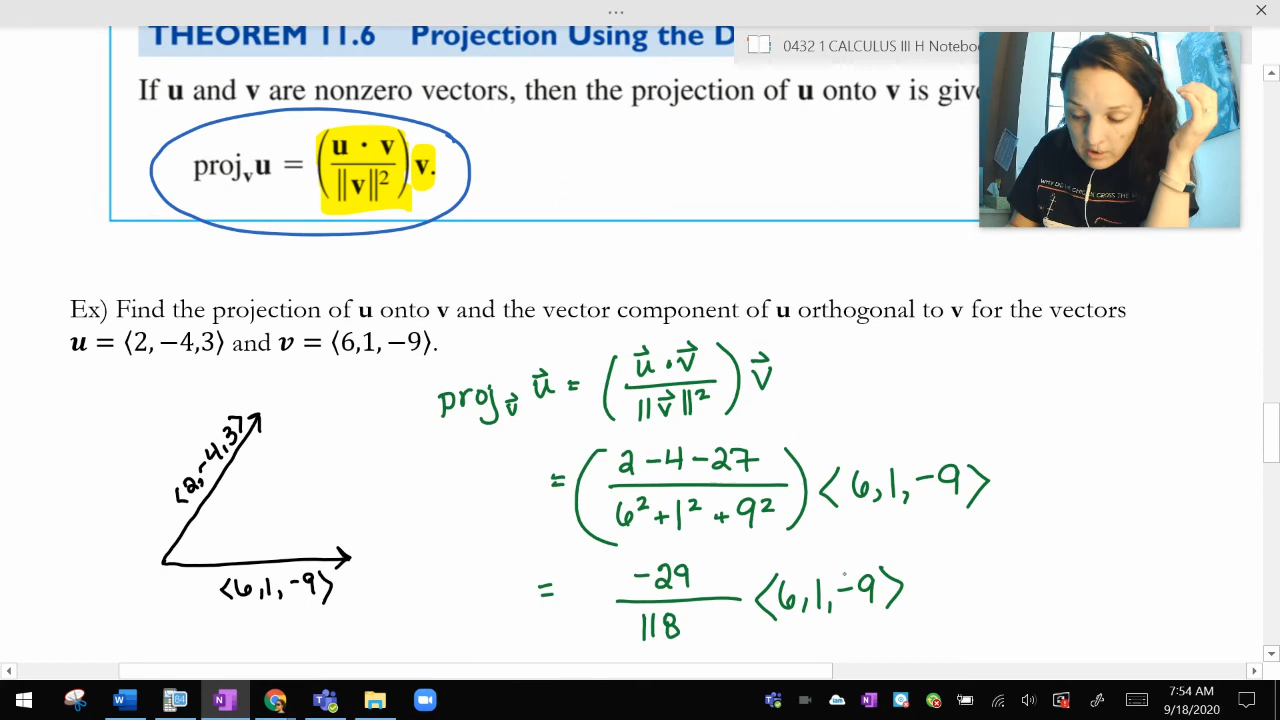 THEOREM 11.6 Projection Using the D
0432 1 CALCULUS III H Notebo
If u and v are nonzero vectors, then the projection of u onto v is give
proj_v u = (u · v / ‖v‖²) v.
Ex) Find the projection of u onto v and the vector component of u orthogonal to v for the vectors
u = ⟨2, −4,3⟩ and v = ⟨6,1, −9⟩.
proj_v⃗ u⃗ = (u⃗ · v⃗ / ‖v⃗‖²) v⃗
⟨2,-4,3⟩
= (2 - 4 - 27 / 6² + 1² + 9²) ⟨6, 1, -9⟩
⟨6,1,-9⟩
= -29 / 118 ⟨6,1,-9⟩
7:54 AM
9/18/2020